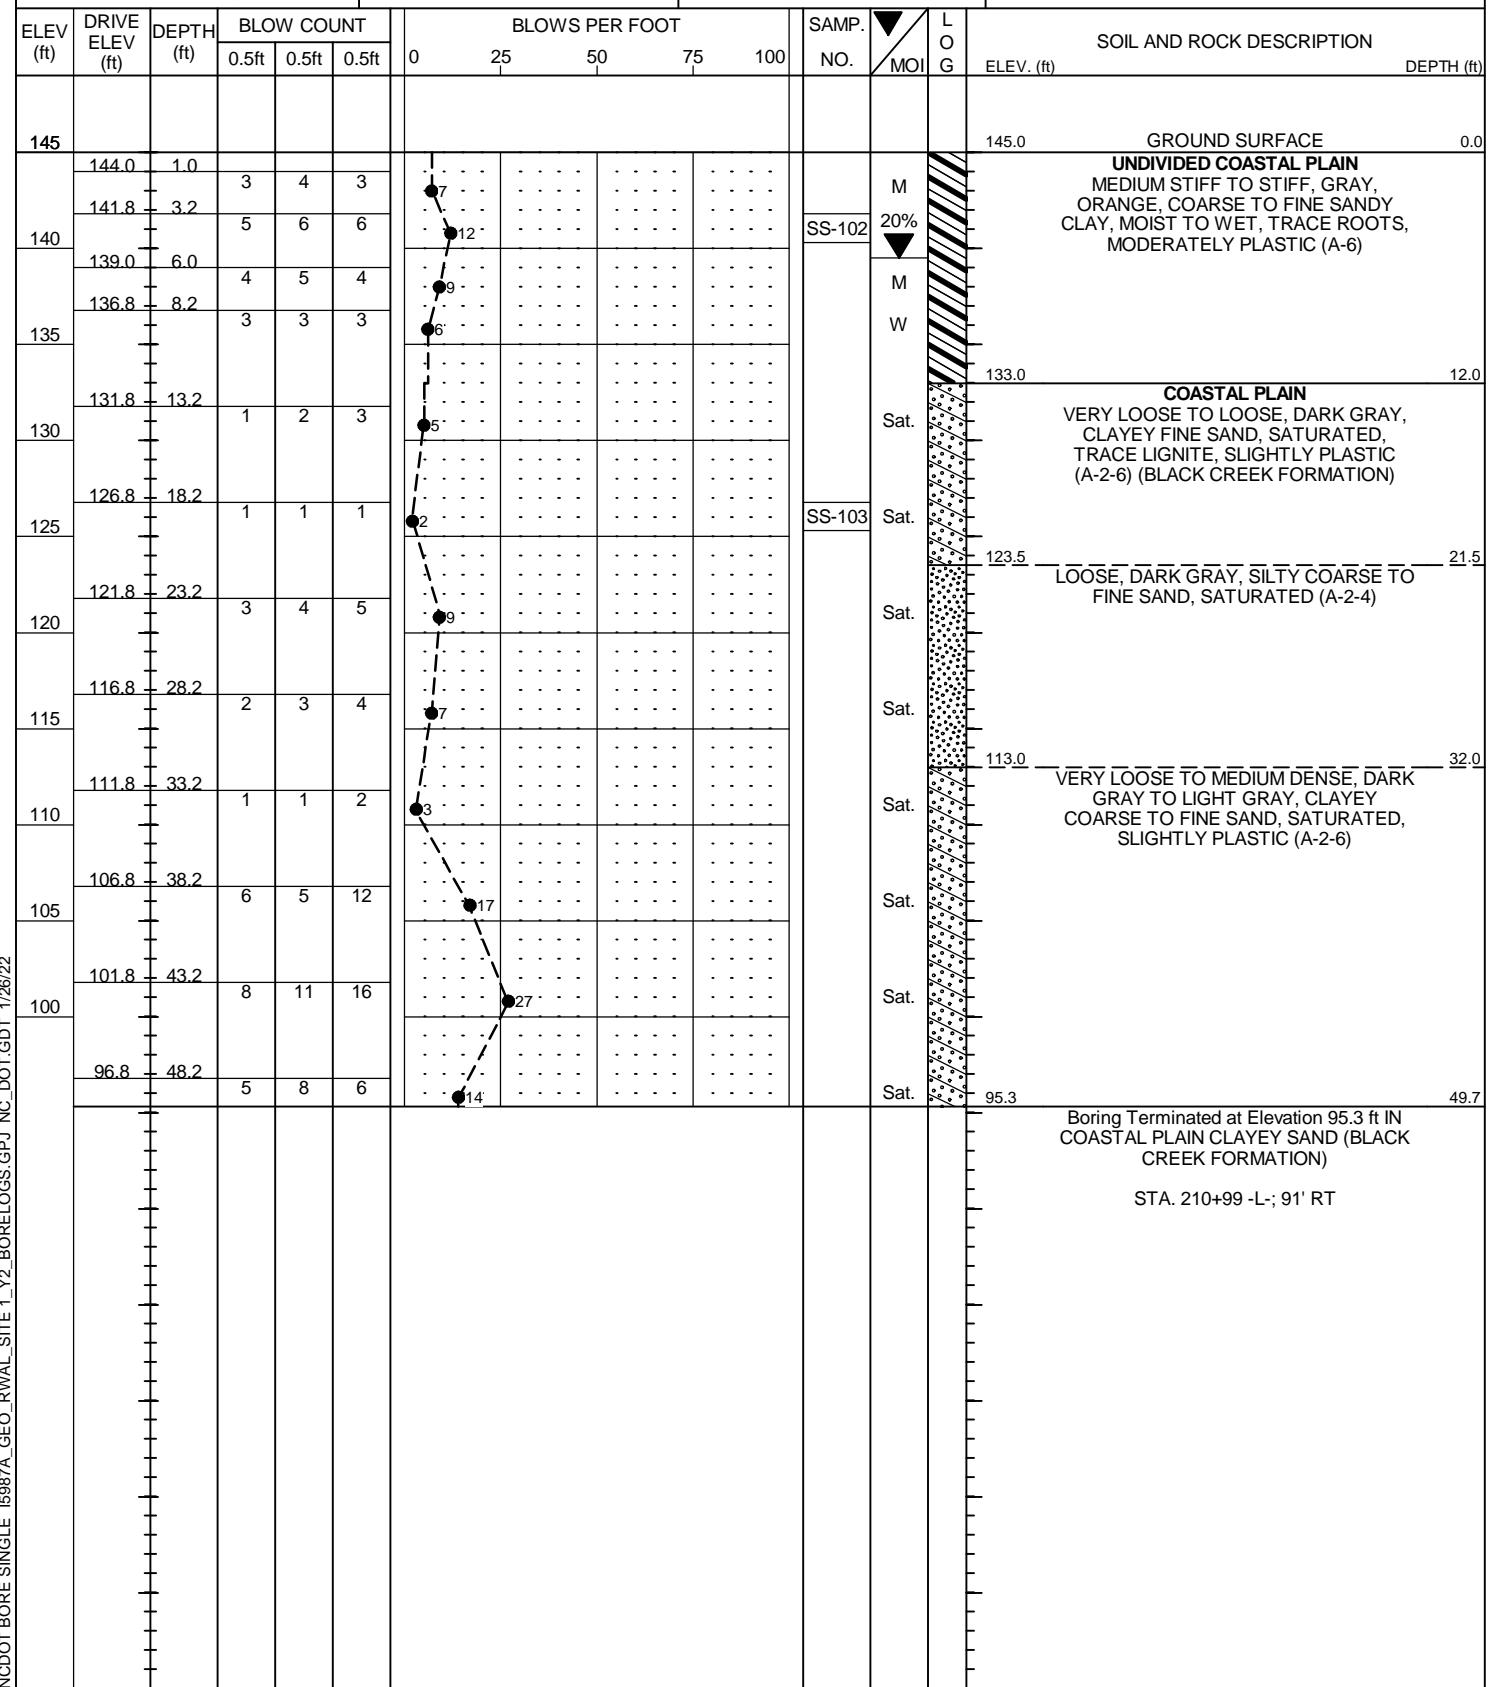 ELEV (ft) DRIVE ELEV (ft) DEPTH (ft) BLOW COUNT BLOWS PER FOOT SAMP. NO. MOI LOG SOIL AND ROCK DESCRIPTION
0.5ft 0.5ft 0.5ft 0 25 50 75 100 ELEV. (ft) DEPTH (ft)
145 145.0 GROUND SURFACE 0.0
144.0 1.0 UNDIVIDED COASTAL PLAIN
3 4 3 7 M MEDIUM STIFF TO STIFF, GRAY,
141.8 3.2 ORANGE, COARSE TO FINE SANDY
5 6 6 12 SS-102 20% CLAY, MOIST TO WET, TRACE ROOTS,
140 MODERATELY PLASTIC (A-6)
139.0 6.0
4 5 4 9 M
136.8 8.2
3 3 3 6 W
135
133.0 12.0
131.8 13.2 COASTAL PLAIN
1 2 3 5 Sat. VERY LOOSE TO LOOSE, DARK GRAY,
130 CLAYEY FINE SAND, SATURATED,
TRACE LIGNITE, SLIGHTLY PLASTIC
(A-2-6) (BLACK CREEK FORMATION)
126.8 18.2
1 1 1 2 SS-103 Sat.
125
123.5 21.5
LOOSE, DARK GRAY, SILTY COARSE TO
121.8 23.2 FINE SAND, SATURATED (A-2-4)
3 4 5 9 Sat.
120
116.8 28.2
2 3 4 7 Sat.
115
113.0 32.0
111.8 33.2 VERY LOOSE TO MEDIUM DENSE, DARK
1 1 2 3 Sat. GRAY TO LIGHT GRAY, CLAYEY
110 COARSE TO FINE SAND, SATURATED,
SLIGHTLY PLASTIC (A-2-6)
106.8 38.2
6 5 12 17 Sat.
105
101.8 43.2
8 11 16 27 Sat.
100
96.8 48.2
5 8 6 14 Sat. 95.3 49.7
Boring Terminated at Elevation 95.3 ft IN
COASTAL PLAIN CLAYEY SAND (BLACK
CREEK FORMATION)
STA. 210+99 -L-; 91' RT
NCDOT BORE SINGLE I5987A_GEO_RWAL_SITE 1_Y2_BORELOGS.GPJ NC_DOT.GDT 1/26/22